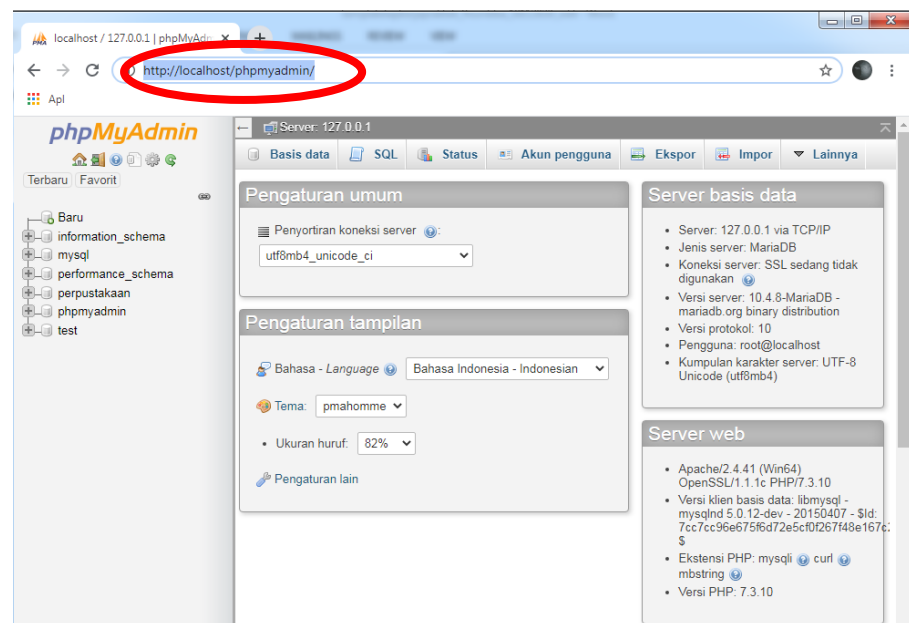 localhost / 127.0.0.1 | phpMyAdm
http://localhost/phpmyadmin/
Apl
phpMyAdmin
Terbaru Favorit
Baru
information_schema
mysql
performance_schema
perpustakaan
phpmyadmin
test
Server: 127.0.0.1
Basis data SQL Status Akun pengguna Ekspor Impor Lainnya
Pengaturan umum
Penyortiran koneksi server :
utf8mb4_unicode_ci
Pengaturan tampilan
Bahasa - Language Bahasa Indonesia - Indonesian
Tema: pmahomme
• Ukuran huruf: 82%
Pengaturan lain
Server basis data
• Server: 127.0.0.1 via TCP/IP
• Jenis server: MariaDB
• Koneksi server: SSL sedang tidak
digunakan
• Versi server: 10.4.8-MariaDB -
mariadb.org binary distribution
• Versi protokol: 10
• Pengguna: root@localhost
• Kumpulan karakter server: UTF-8
Unicode (utf8mb4)
Server web
• Apache/2.4.41 (Win64)
OpenSSL/1.1.1c PHP/7.3.10
• Versi klien basis data: libmysql -
mysqlnd 5.0.12-dev - 20150407 - $Id:
7cc7cc96e675f6d72e5cf0f267f48e167c
$
• Ekstensi PHP: mysqli curl
mbstring
• Versi PHP: 7.3.10